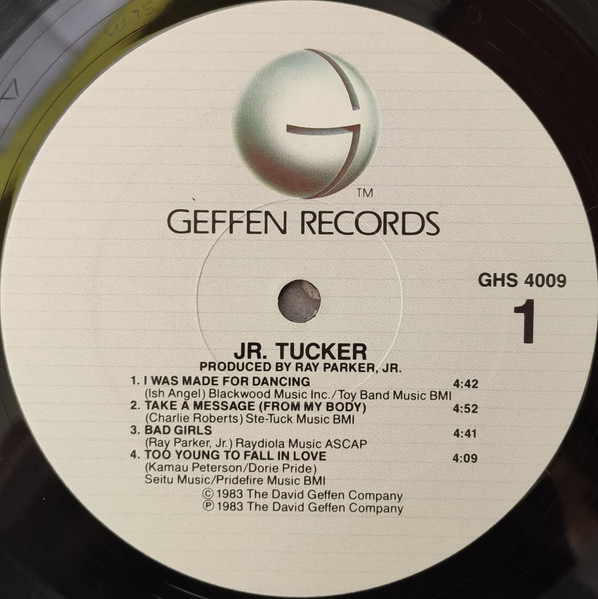 TM
GEFFEN RECORDS
GHS 4009
1
JR. TUCKER
PRODUCED BY RAY PARKER, JR.
1. I WAS MADE FOR DANCING 4:42
(Ish Angel) Blackwood Music Inc./Toy Band Music BMI
2. TAKE A MESSAGE (FROM MY BODY) 4:52
(Charlie Roberts) Ste-Tuck Music BMI
3. BAD GIRLS 4:41
(Ray Parker, Jr.) Raydiola Music ASCAP
4. TOO YOUNG TO FALL IN LOVE 4:09
(Kamau Peterson/Dorie Pride)
Seitu Music/Pridefire Music BMI
© 1983 The David Geffen Company
℗ 1983 The David Geffen Company